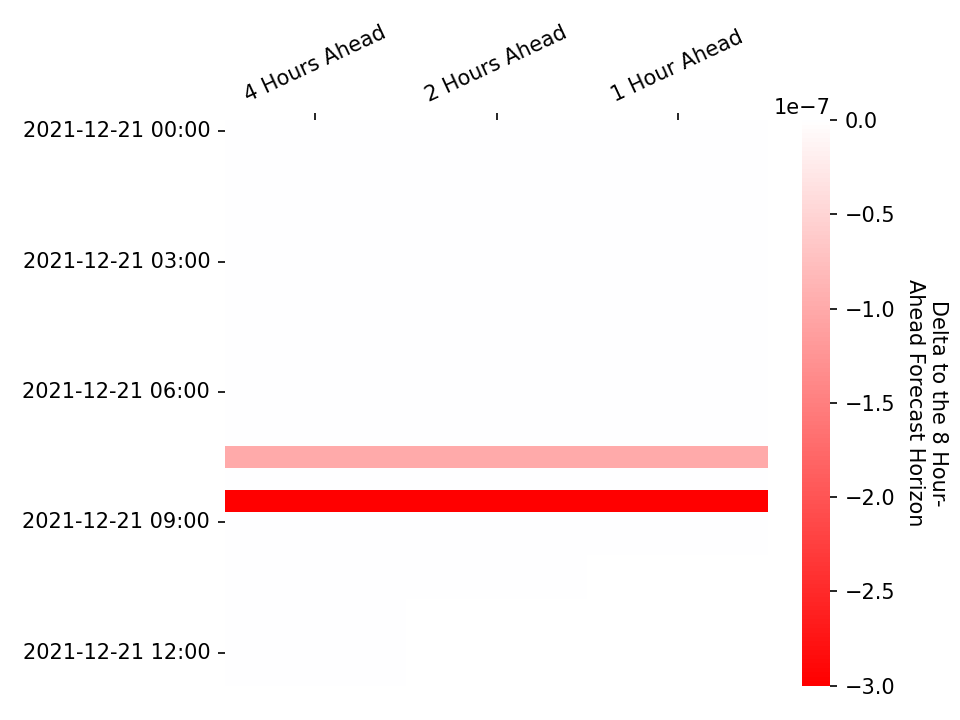 4 Hours Ahead
2 Hours Ahead
1 Hour Ahead
1e−7
2021-12-21 00:00
2021-12-21 03:00
2021-12-21 06:00
2021-12-21 09:00
2021-12-21 12:00
0.0
−0.5
−1.0
−1.5
−2.0
−2.5
−3.0
Delta to the 8 Hour-
Ahead Forecast Horizon